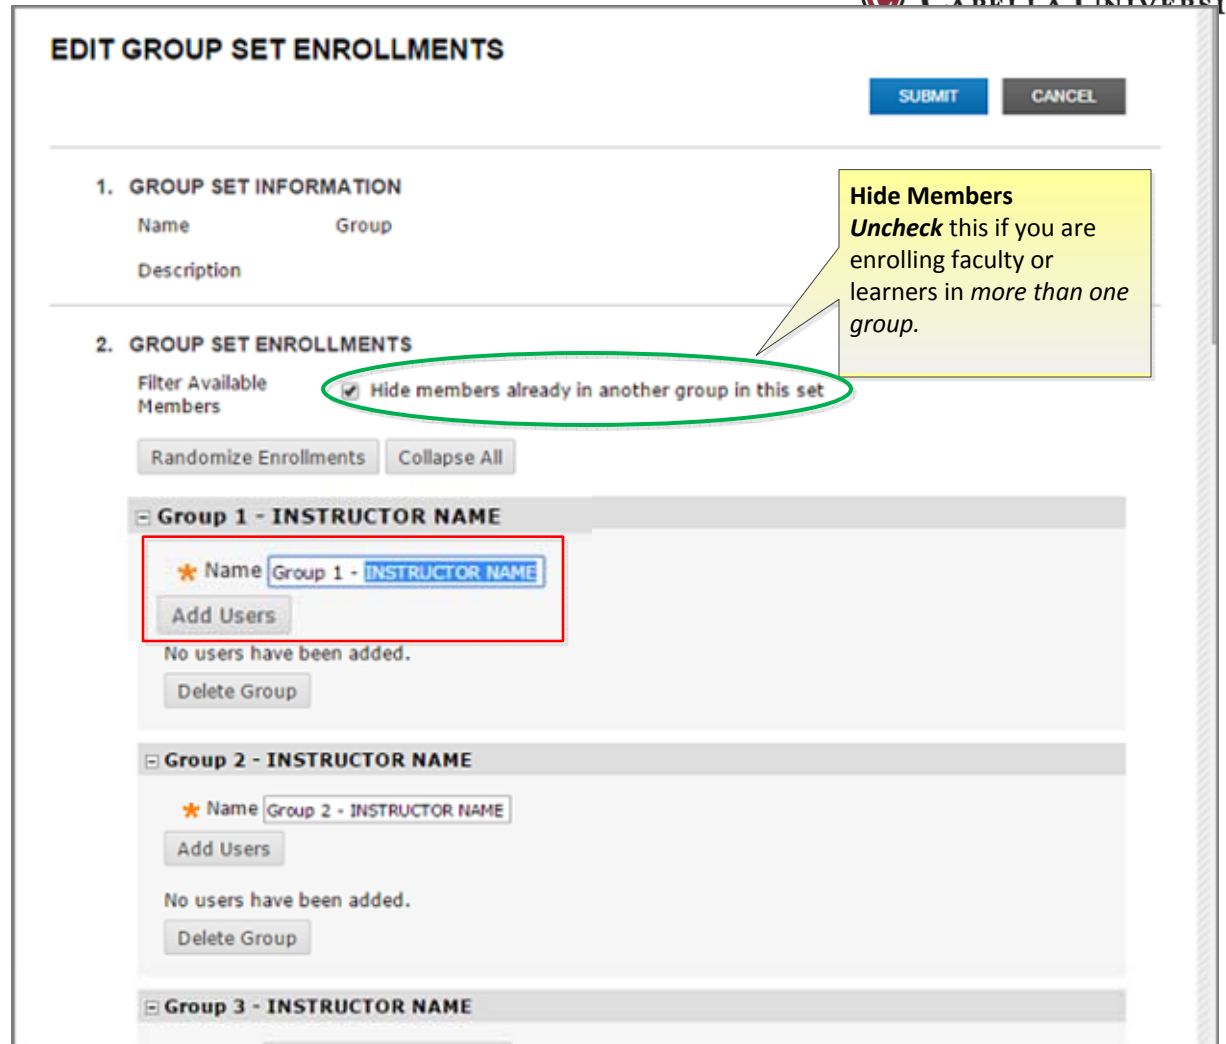 EDIT GROUP SET ENROLLMENTS
SUBMIT CANCEL
1. GROUP SET INFORMATION
Name Group
Description
Hide Members
Uncheck this if you are
enrolling faculty or
learners in more than one
group.
2. GROUP SET ENROLLMENTS
Filter Available
Members
Hide members already in another group in this set
Randomize Enrollments Collapse All
Group 1 - INSTRUCTOR NAME
Name Group 1 - INSTRUCTOR NAME
Add Users
No users have been added.
Delete Group
Group 2 - INSTRUCTOR NAME
Name Group 2 - INSTRUCTOR NAME
Add Users
No users have been added.
Delete Group
Group 3 - INSTRUCTOR NAME